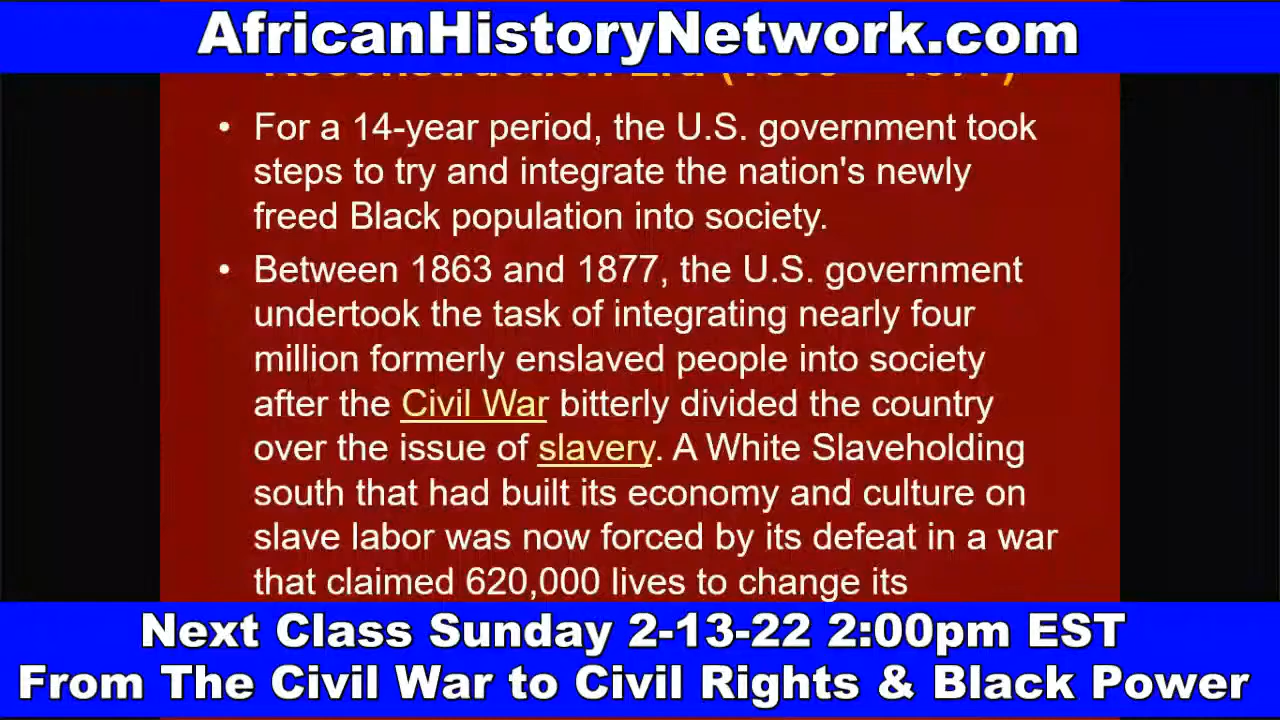 AfricanHistoryNetwork.com
• For a 14-year period, the U.S. government took
steps to try and integrate the nation's newly
freed Black population into society.
• Between 1863 and 1877, the U.S. government
undertook the task of integrating nearly four
million formerly enslaved people into society
after the Civil War bitterly divided the country
over the issue of slavery. A White Slaveholding
south that had built its economy and culture on
slave labor was now forced by its defeat in a war
that claimed 620,000 lives to change its
Next Class Sunday 2-13-22 2:00pm EST
From The Civil War to Civil Rights & Black Power